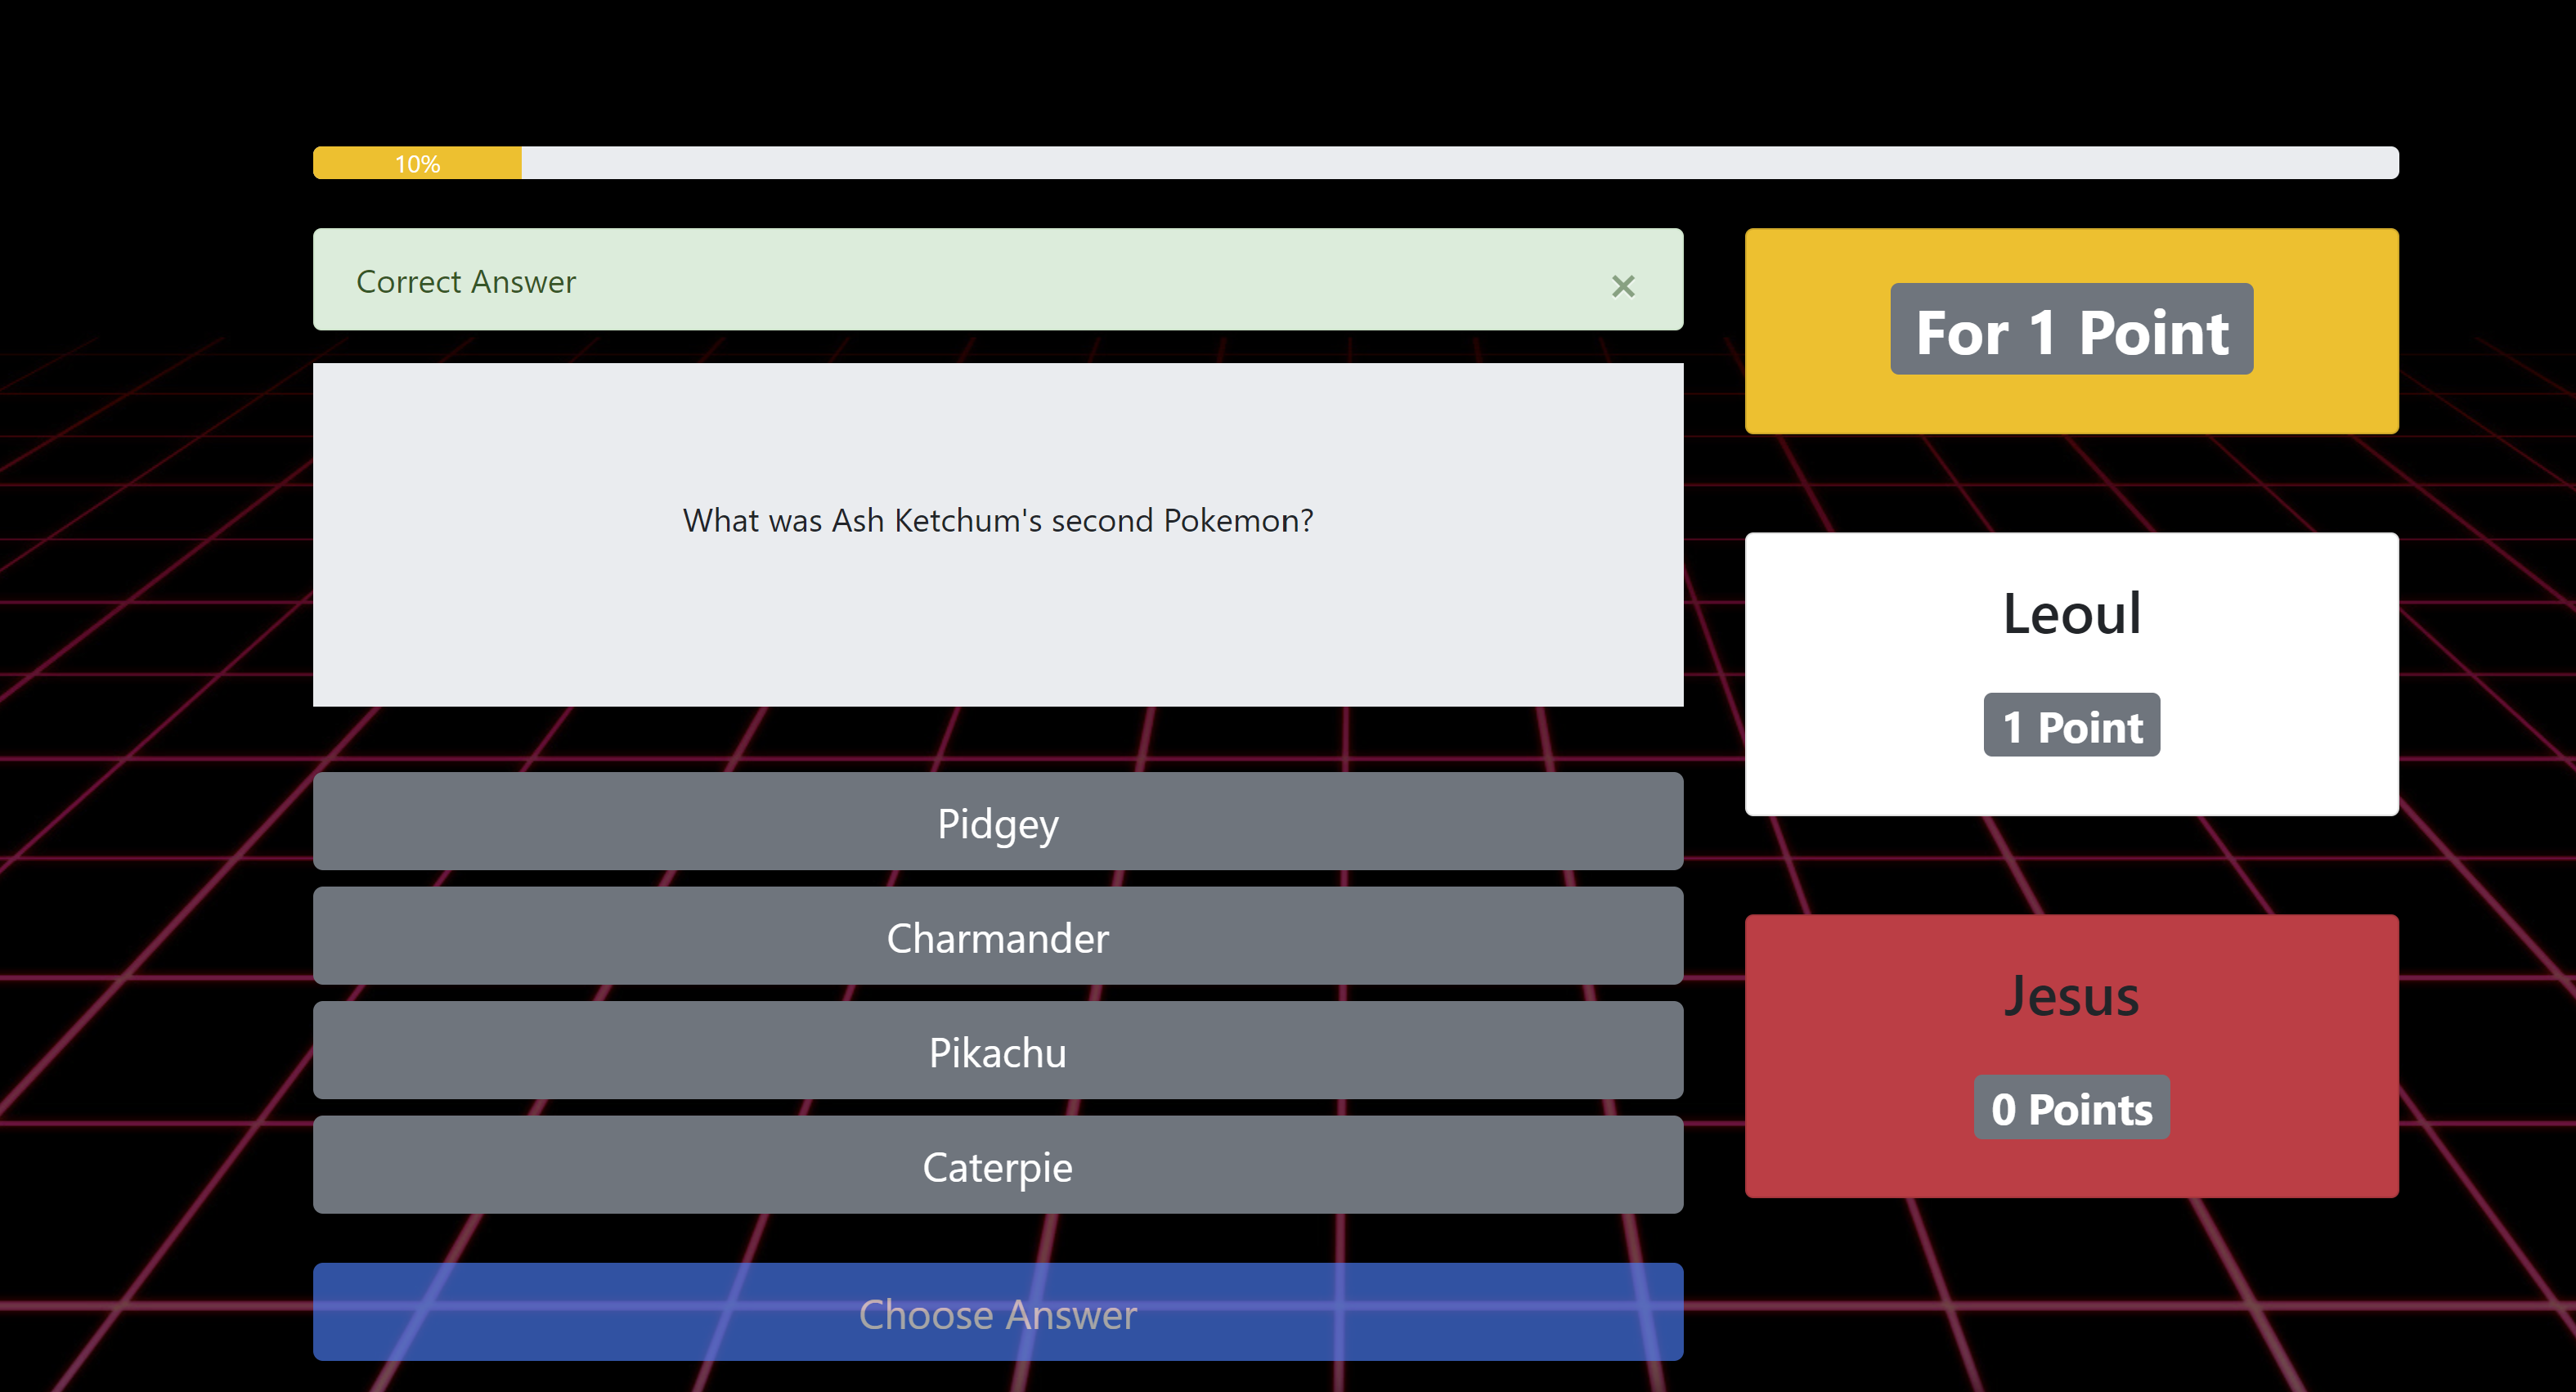 10%
Correct Answer
×
What was Ash Ketchum's second Pokemon?
Pidgey
Charmander
Pikachu
Caterpie
Choose Answer
For 1 Point
Leoul
1 Point
Jesus
0 Points